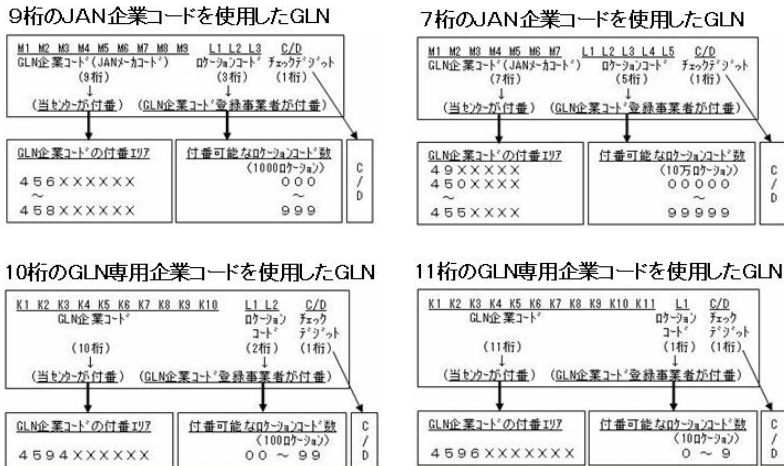 9桁のJAN企業コードを使用したGLN
M1 M2 M3 M4 M5 M6 M7 M8 M9 L1 L2 L3 C/D
GLN企業ｺｰﾄﾞ(JANﾒｰｶｺｰﾄﾞ) ﾛｹｰｼｮﾝｺｰﾄﾞ ﾁｪｯｸﾃﾞｼﾞｯﾄ
(9桁) (3桁) (1桁)
↓ ↓
(当ｾﾝﾀｰが付番) (GLN企業ｺｰﾄﾞ登録事業者が付番)
GLN企業ｺｰﾄﾞの付番ｴﾘｱ 付番可能なﾛｹｰｼｮﾝｺｰﾄﾞ数
(1000ﾛｹｰｼｮﾝ)
456×××××× 000
～ ～
458×××××× 999
C
/
D
7桁のJAN企業コードを使用したGLN
M1 M2 M3 M4 M5 M6 M7 L1 L2 L3 L4 L5 C/D
GLN企業ｺｰﾄﾞ(JANﾒｰｶｺｰﾄﾞ) ﾛｹｰｼｮﾝｺｰﾄﾞ ﾁｪｯｸﾃﾞｼﾞｯﾄ
(7桁) (5桁) (1桁)
↓ ↓
(当ｾﾝﾀｰが付番) (GLN企業ｺｰﾄﾞ登録事業者が付番)
GLN企業ｺｰﾄﾞの付番ｴﾘｱ 付番可能なﾛｹｰｼｮﾝｺｰﾄﾞ数
49××××× (10万ﾛｹｰｼｮﾝ)
450×××× 00000
～ ～
455×××× 99999
C
/
D
10桁のGLN専用企業コードを使用したGLN
K1 K2 K3 K4 K5 K6 K7 K8 K9 K10 L1 L2 C/D
GLN企業ｺｰﾄﾞ ﾛｹｰｼｮﾝ ﾁｪｯｸ
ｺｰﾄﾞ ﾃﾞｼﾞｯﾄ
(10桁) (2桁) (1桁)
↓ ↓
(当ｾﾝﾀｰが付番) (GLN企業ｺｰﾄﾞ登録事業者が付番)
GLN企業ｺｰﾄﾞの付番ｴﾘｱ 付番可能なﾛｹｰｼｮﾝｺｰﾄﾞ数
(100ﾛｹｰｼｮﾝ)
4594×××××× 00 ～ 99
C
/
D
11桁のGLN専用企業コードを使用したGLN
K1 K2 K3 K4 K5 K6 K7 K8 K9 K10 K11 L1 C/D
GLN企業ｺｰﾄﾞ ﾛｹｰｼｮﾝ ﾁｪｯｸ
ｺｰﾄﾞ ﾃﾞｼﾞｯﾄ
(11桁) (1桁) (1桁)
↓ ↓
(当ｾﾝﾀｰが付番) (GLN企業ｺｰﾄﾞ登録事業者が付番)
GLN企業ｺｰﾄﾞの付番ｴﾘｱ 付番可能なﾛｹｰｼｮﾝｺｰﾄﾞ数
(10ﾛｹｰｼｮﾝ)
4596××××××× 0 ～ 9
C
/
D